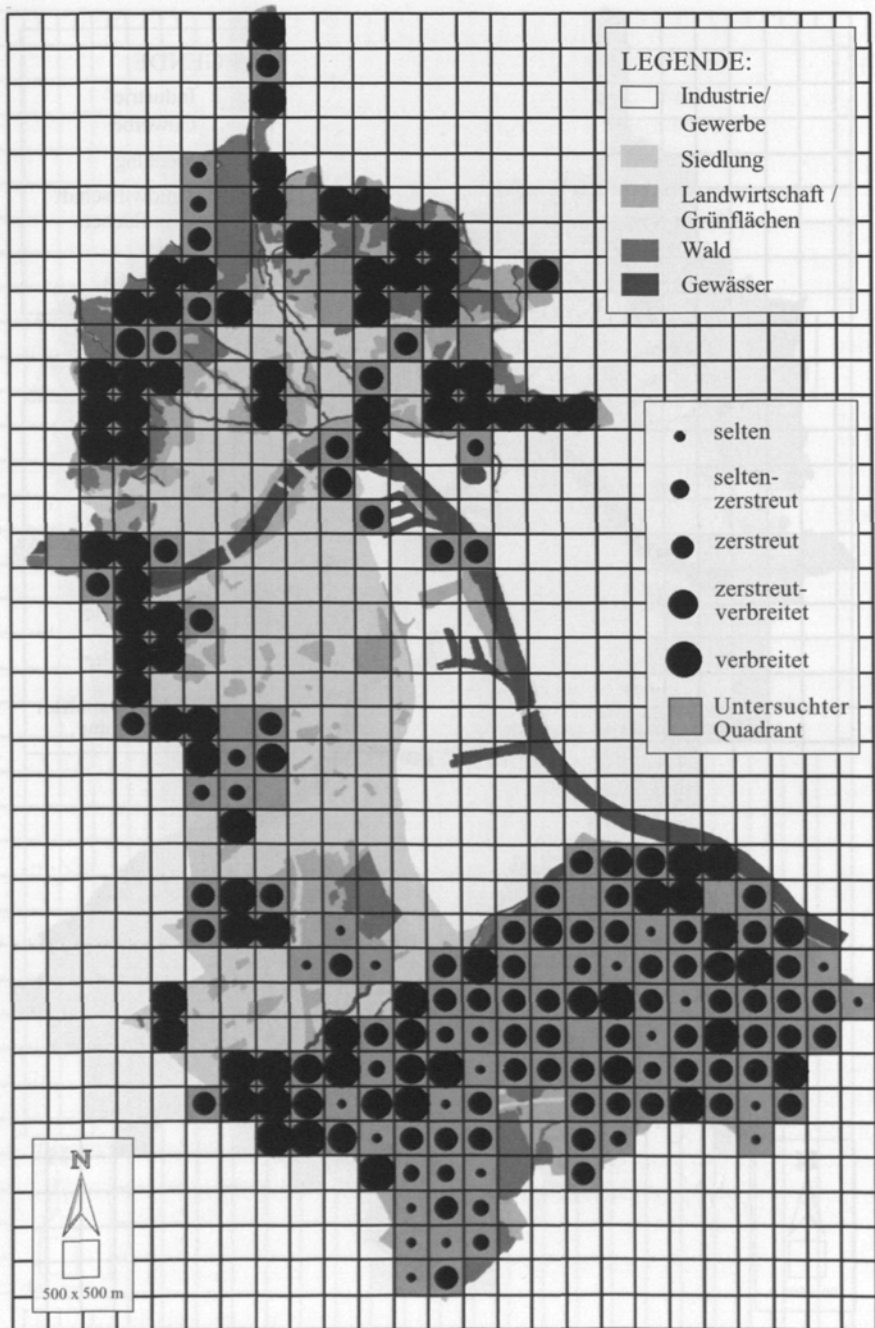 LEGENDE:
Industrie/
Gewerbe
Siedlung
Landwirtschaft /
Grünflächen
Wald
Gewässer
selten
selten-
zerstreut
zerstreut
zerstreut-
verbreitet
verbreitet
Untersuchter
Quadrant
N
500 x 500 m